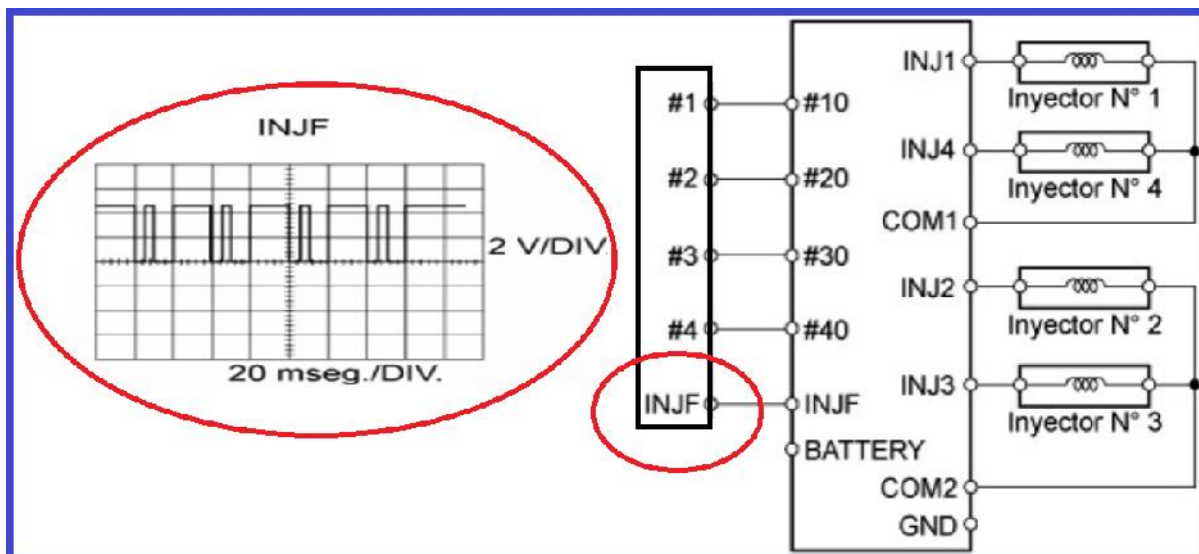 INJF
2 V/DIV.
20 mseg./DIV.
#1
#2
#3
#4
INJF
#10
#20
#30
#40
INJF
BATTERY
INJ1
INJ4
COM1
INJ2
INJ3
COM2
GND
Inyector N° 1
Inyector N° 4
Inyector N° 2
Inyector N° 3